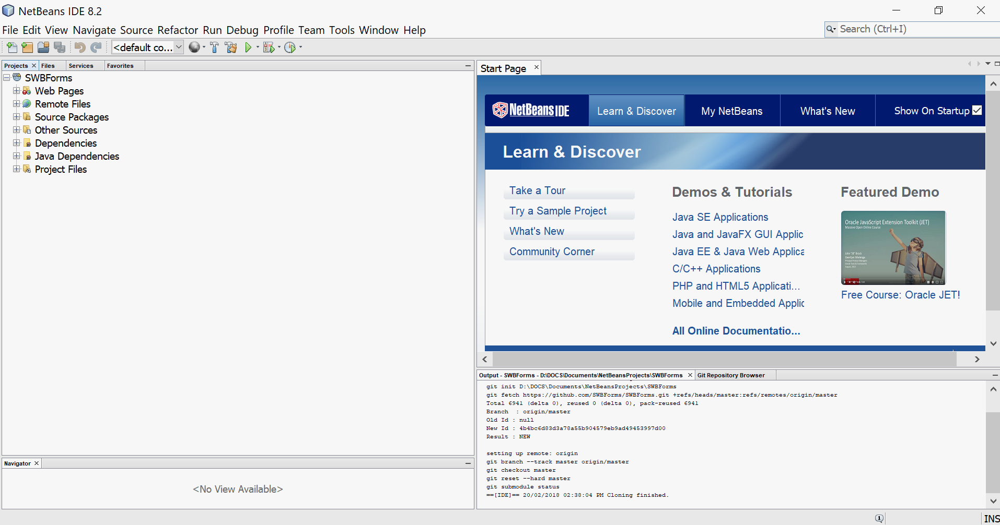 NetBeans IDE 8.2
File Edit View Navigate Source Refactor Run Debug Profile Team Tools Window Help
Search (Ctrl+I)
<default co...
Projects Files Services Favorites
SWBForms
Web Pages
Remote Files
Source Packages
Other Sources
Dependencies
Java Dependencies
Project Files
Navigator
<No View Available>
Start Page
NetBeans IDE
Learn & Discover
My NetBeans
What's New
Show On Startup
Learn & Discover
Take a Tour
Try a Sample Project
What's New
Community Corner
Demos & Tutorials
Java SE Applications
Java and JavaFX GUI Applic
Java EE & Java Web Applica
C/C++ Applications
PHP and HTML5 Applicati...
Mobile and Embedded Applic
All Online Documentatio...
Featured Demo
Oracle JavaScript Extension Toolkit (JET)
Massive Open Online Course
Free Course: Oracle JET!
Output - SWBForms - D:\DOCS\Documents\NetBeansProjects\SWBForms
Git Repository Browser
git init D:\DOCS\Documents\NetBeansProjects\SWBForms
git fetch https://github.com/SWBForms/SWBForms.git +refs/heads/master:refs/remotes/origin/master
Total 6941 (delta 0), reused 0 (delta 0), pack-reused 6941
Branch  : origin/master
Old Id : null
New Id : 4b4bc6d83d3a78a55b904579eb9ad49453997d00
Result : NEW
setting up remote: origin
git branch --track master origin/master
git checkout master
git reset --hard master
git submodule status
==[IDE]== 20/02/2018 02:38:04 PM Cloning finished.
1
INS